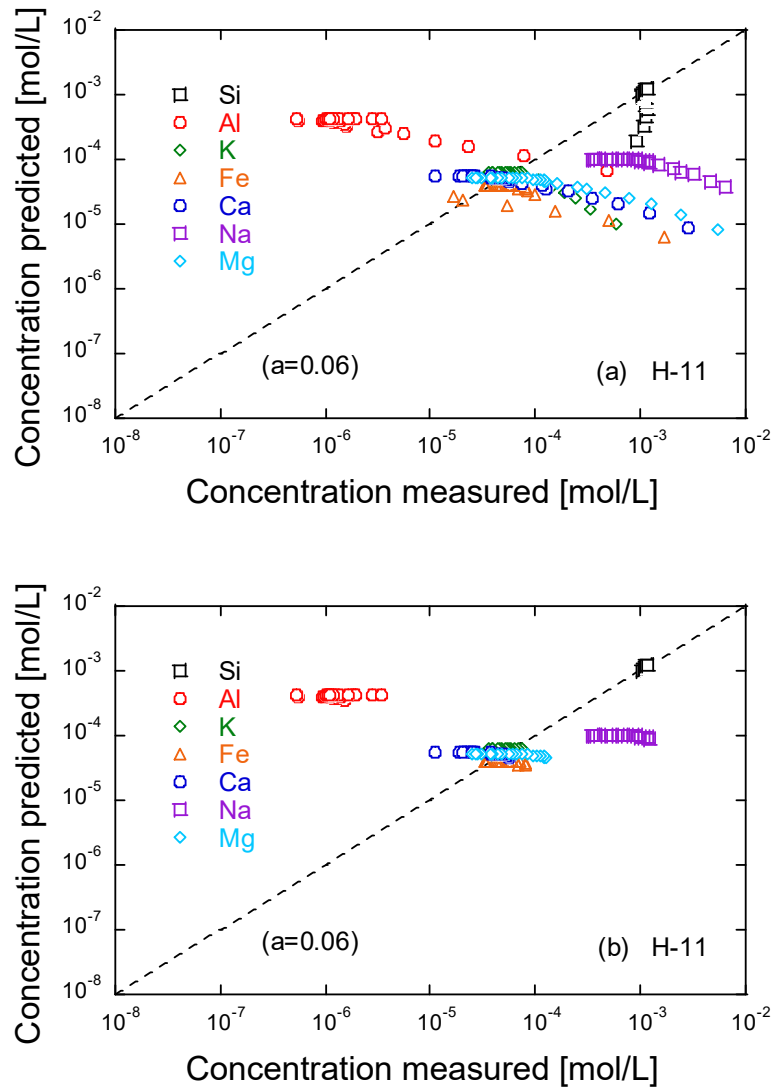 Concentration predicted [mol/L]
10⁻²
10⁻³
10⁻⁴
10⁻⁵
10⁻⁶
10⁻⁷
10⁻⁸
Si
Al
K
Fe
Ca
Na
Mg
(a=0.06)
(a) H-11
10⁻⁸ 10⁻⁷ 10⁻⁶ 10⁻⁵ 10⁻⁴ 10⁻³ 10⁻²
Concentration measured [mol/L]
Concentration predicted [mol/L]
10⁻²
10⁻³
10⁻⁴
10⁻⁵
10⁻⁶
10⁻⁷
10⁻⁸
Si
Al
K
Fe
Ca
Na
Mg
(a=0.06)
(b) H-11
10⁻⁸ 10⁻⁷ 10⁻⁶ 10⁻⁵ 10⁻⁴ 10⁻³ 10⁻²
Concentration measured [mol/L]